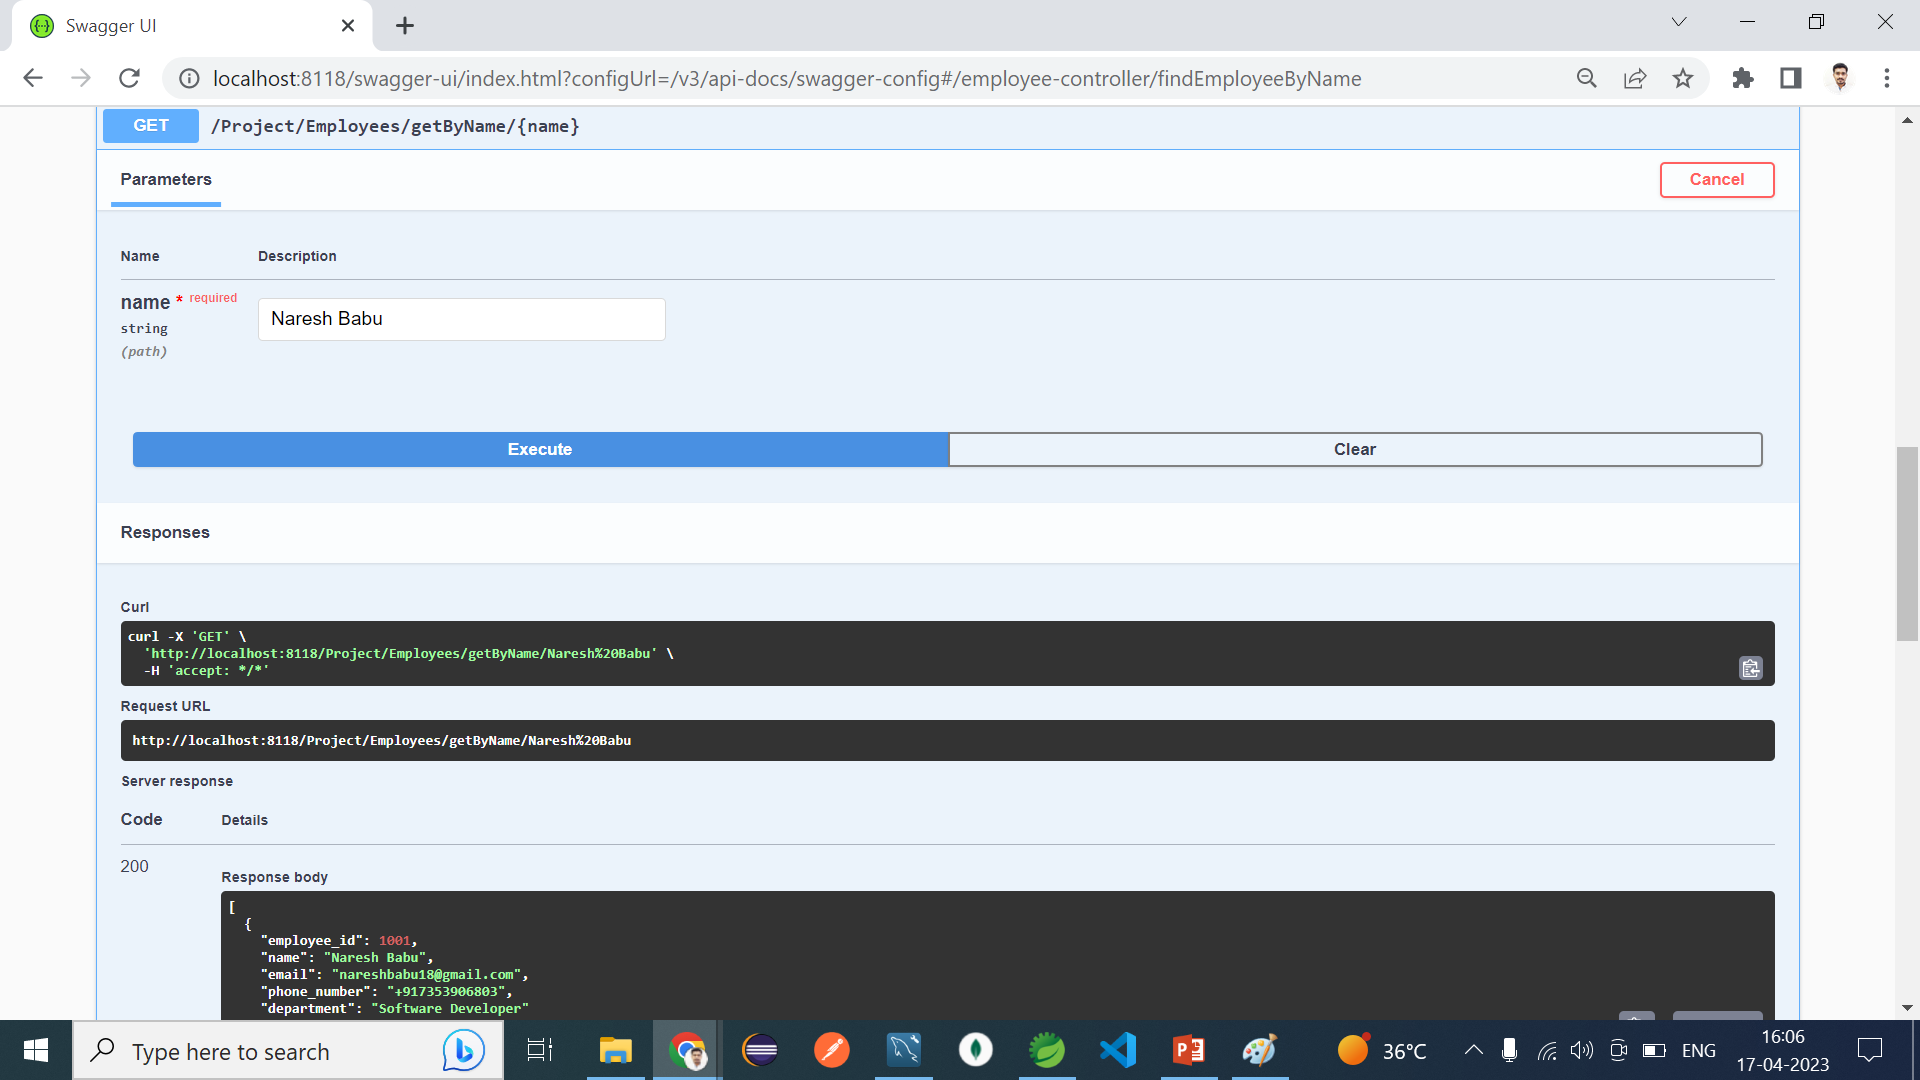 Swagger UI
localhost:8118/swagger-ui/index.html?configUrl=/v3/api-docs/swagger-config#/employee-controller/findEmployeeByName
GET /Project/Employees/getByName/{name}
Parameters
Cancel
Name Description
name * required
string
(path)
Naresh Babu
Execute
Clear
Responses
Curl
curl -X 'GET' \
'http://localhost:8118/Project/Employees/getByName/Naresh%20Babu' \
-H 'accept: */*'
Request URL
http://localhost:8118/Project/Employees/getByName/Naresh%20Babu
Server response
Code Details
200
Response body
[
{
"employee_id": 1001,
"name": "Naresh Babu",
"email": "nareshbabu18@gmail.com",
"phone_number": "+917353906803",
"department": "Software Developer"
Type here to search
36°C
ENG
16:06
17-04-2023